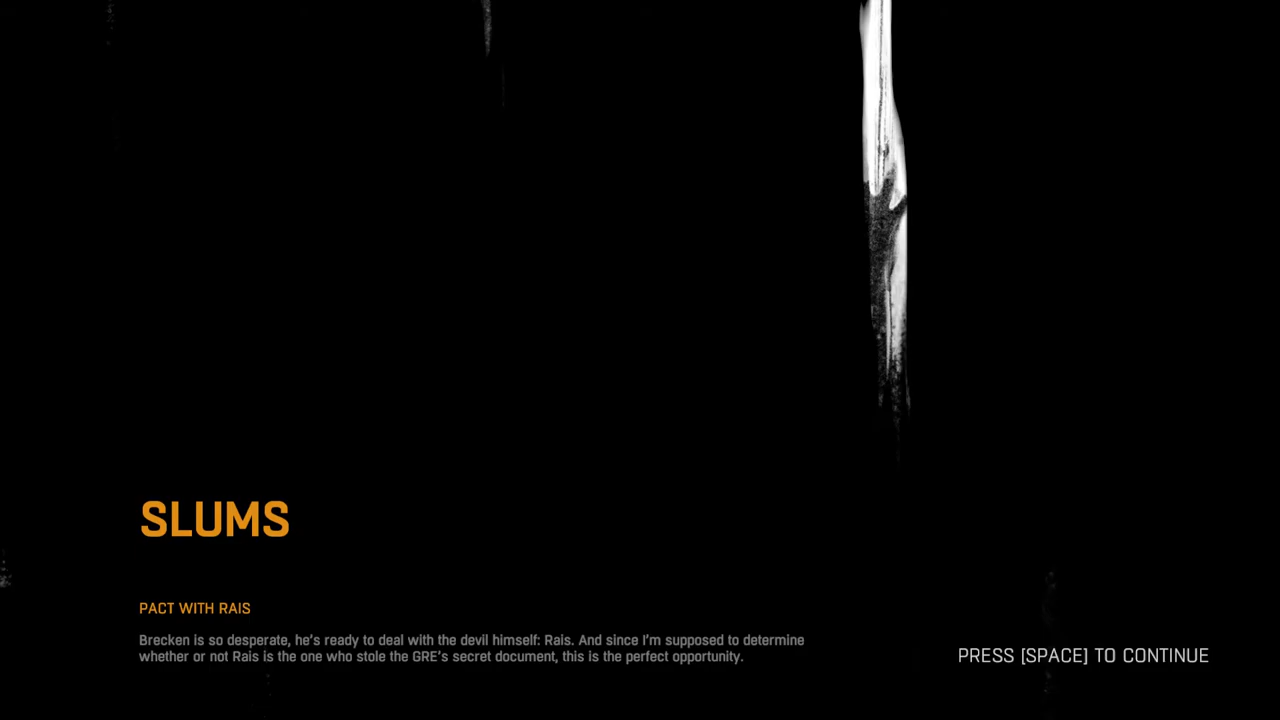 SLUMS
PACT WITH RAIS
Brecken is so desperate, he's ready to deal with the devil himself: Rais. And since I'm supposed to determine
whether or not Rais is the one who stole the GRE's secret document, this is the perfect opportunity.
PRESS [SPACE] TO CONTINUE